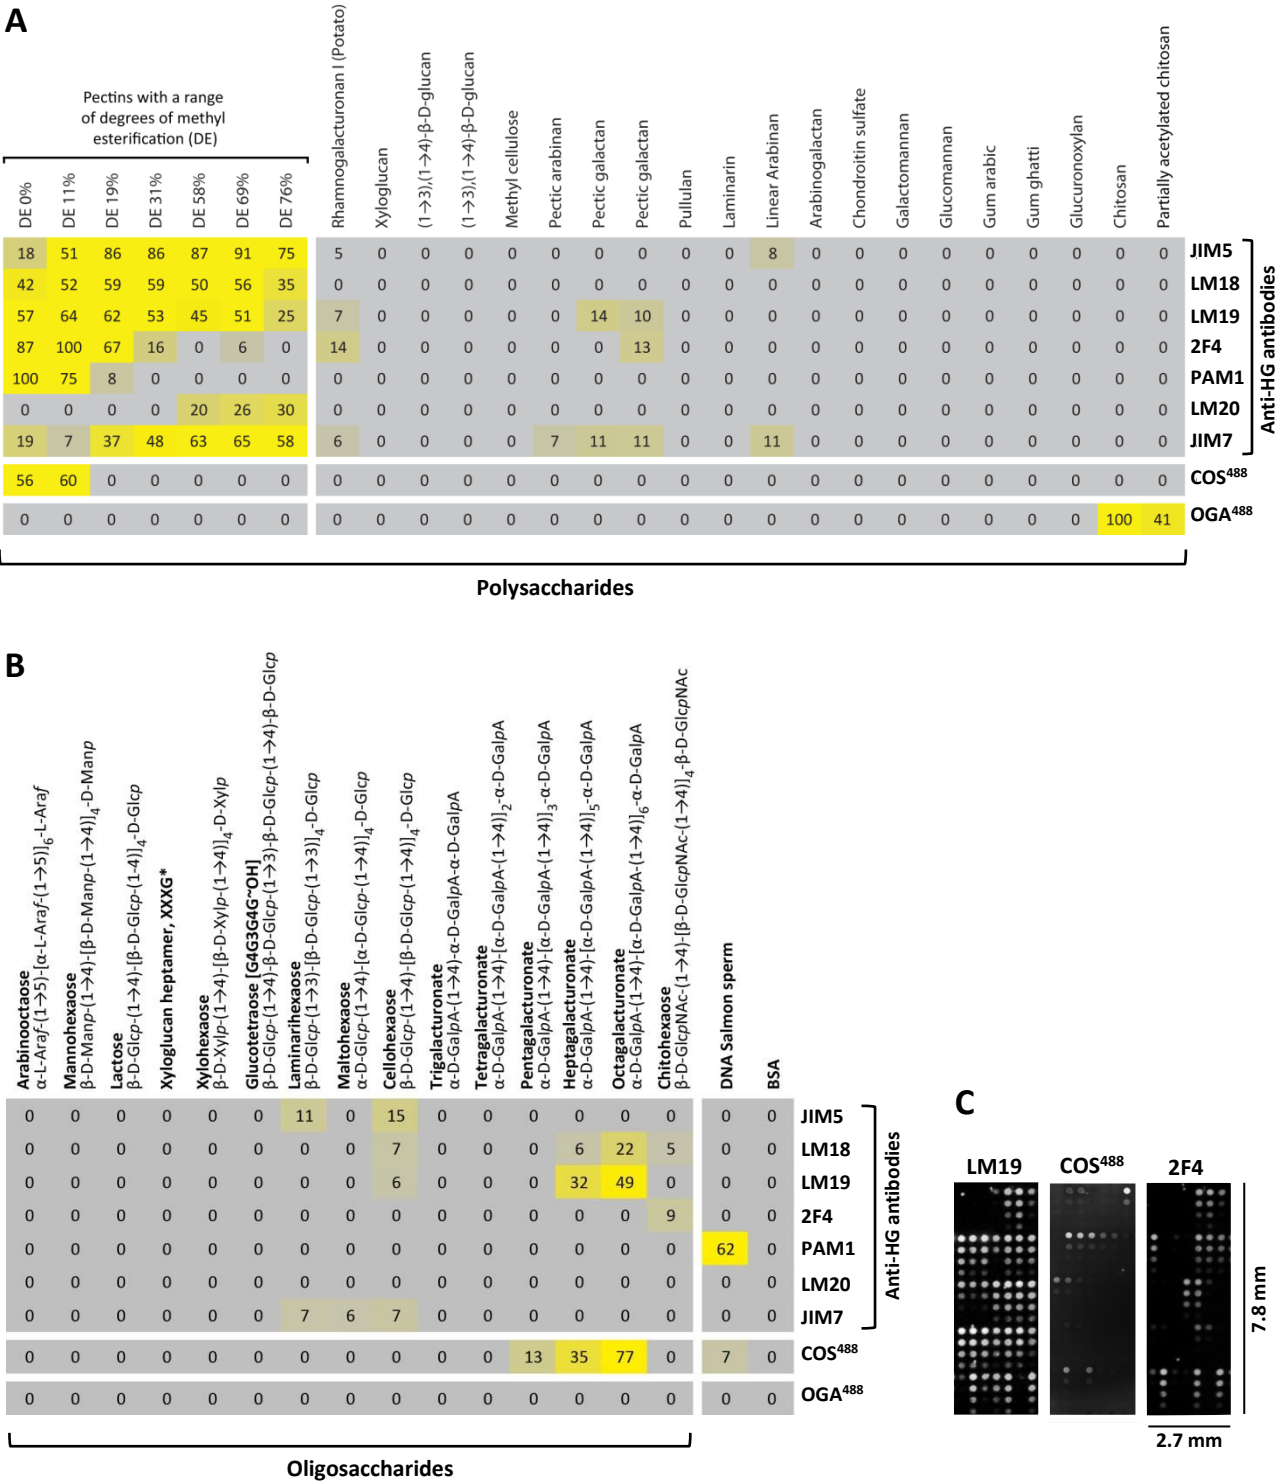 A
Pectins with a range
of degrees of methyl
esterification (DE)
DE 0%
DE 11%
DE 19%
DE 31%
DE 58%
DE 69%
DE 76%
Rhamnogalacturonan I (Potato)
Xyloglucan
(1→3),(1→4)-β-D-glucan
(1→3),(1→4)-β-D-glucan
Methyl cellulose
Pectic arabinan
Pectic galactan
Pectic galactan
Pullulan
Laminarin
Linear Arabinan
Arabinogalactan
Chondroitin sulfate
Galactomannan
Glucomannan
Gum arabic
Gum ghatti
Glucuronoxylan
Chitosan
Partially acetylated chitosan
18 51 86 86 87 91 75 5 0 0 0 0 0 0 0 0 0 8 0 0 0 0 0 0 0 0 0 JIM5
42 52 59 59 50 56 35 0 0 0 0 0 0 0 0 0 0 0 0 0 0 0 0 0 0 0 0 LM18
57 64 62 53 45 51 25 7 0 0 0 0 0 14 10 0 0 0 0 0 0 0 0 0 0 0 0 LM19
87 100 67 16 0 6 0 14 0 0 0 0 0 0 13 0 0 0 0 0 0 0 0 0 0 0 0 2F4
100 75 8 0 0 0 0 0 0 0 0 0 0 0 0 0 0 0 0 0 0 0 0 0 0 0 0 PAM1
0 0 0 0 20 26 30 0 0 0 0 0 0 0 0 0 0 0 0 0 0 0 0 0 0 0 0 LM20
19 7 37 48 63 65 58 6 0 0 0 0 7 11 11 0 0 11 0 0 0 0 0 0 0 0 0 JIM7
Anti-HG antibodies
56 60 0 0 0 0 0 0 0 0 0 0 0 0 0 0 0 0 0 0 0 0 0 0 0 0 0 COS488
0 0 0 0 0 0 0 0 0 0 0 0 0 0 0 0 0 0 0 0 0 0 0 0 0 100 41 OGA488
Polysaccharides
B
Arabinooctaose
α-L-Araf-(1→5)-[α-L-Araf-(1→5)]6-L-Araf
Mannohexaose
β-D-Manp-(1→4)-[β-D-Manp-(1→4)]4-D-Manp
Lactose
β-D-Glcp-(1→4)-[β-D-Glcp-(1-4)]4-D-Glcp
Xyloglucan heptamer, XXXG*
Xylohexaose
β-D-Xylp-(1→4)-[β-D-Xylp-(1→4)]4-D-Xylp
Glucotetraose [G4G3G4G~OH]
β-D-Glcp-(1→4)-β-D-Glcp-(1→3)-β-D-Glcp-(1→4)-β-D-Glcp
Laminarihexaose
β-D-Glcp-(1→3)-[β-D-Glcp-(1→3)]4-D-Glcp
Maltohexaose
α-D-Glcp-(1→4)-[α-D-Glcp-(1→4)]4-D-Glcp
Cellohexaose
β-D-Glcp-(1→4)-[β-D-Glcp-(1→4)]4-D-Glcp
Trigalacturonate
α-D-GalpA-(1→4)-α-D-GalpA-α-D-GalpA
Tetragalacturonate
α-D-GalpA-(1→4)-[α-D-GalpA-(1→4)]2-α-D-GalpA
Pentagalacturonate
α-D-GalpA-(1→4)-[α-D-GalpA-(1→4)]3-α-D-GalpA
Heptagalacturonate
α-D-GalpA-(1→4)-[α-D-GalpA-(1→4)]5-α-D-GalpA
Octagalacturonate
α-D-GalpA-(1→4)-[α-D-GalpA-(1→4)]6-α-D-GalpA
Chitohexaose
β-D-GlcpNAc-(1→4)-[β-D-GlcpNAc-(1→4)]4-β-D-GlcpNAc
DNA Salmon sperm
BSA
0 0 0 0 0 0 11 0 15 0 0 0 0 0 0 0 0 JIM5
0 0 0 0 0 0 0 0 7 0 0 0 6 22 5 0 0 LM18
0 0 0 0 0 0 0 0 6 0 0 0 32 49 0 0 0 LM19
0 0 0 0 0 0 0 0 0 0 0 0 0 0 9 0 0 2F4
0 0 0 0 0 0 0 0 0 0 0 0 0 0 0 62 0 PAM1
0 0 0 0 0 0 0 0 0 0 0 0 0 0 0 0 0 LM20
0 0 0 0 0 0 7 6 7 0 0 0 0 0 0 0 0 JIM7
Anti-HG antibodies
0 0 0 0 0 0 0 0 0 0 0 13 35 77 0 7 0 COS488
0 0 0 0 0 0 0 0 0 0 0 0 0 0 0 0 0 OGA488
Oligosaccharides
C
LM19 COS488 2F4
7.8 mm
2.7 mm